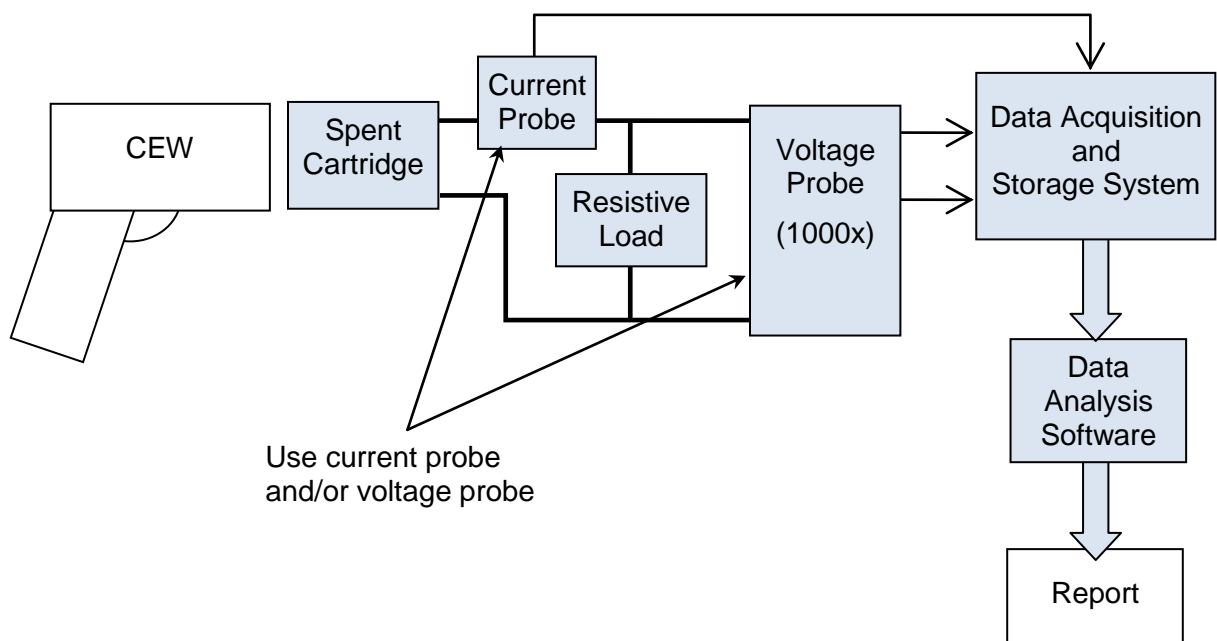 CEW
Spent
Cartridge
Current
Probe
Resistive
Load
Voltage
Probe
(1000x)
Data Acquisition
and
Storage System
Use current probe
and/or voltage probe
Data
Analysis
Software
Report